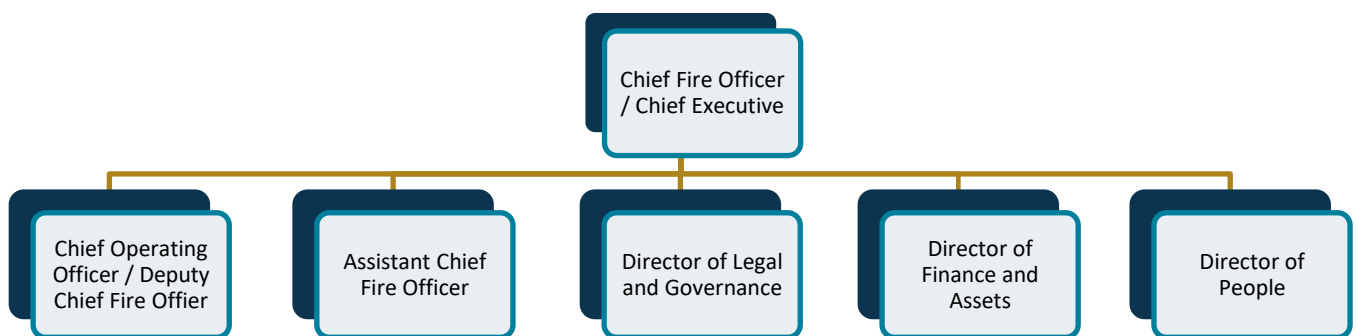 Chief Fire Officer
/ Chief Executive
Chief Operating
Officer / Deputy
Chief Fire Offier
Assistant Chief
Fire Officer
Director of Legal
and Governance
Director of
Finance and
Assets
Director of
People